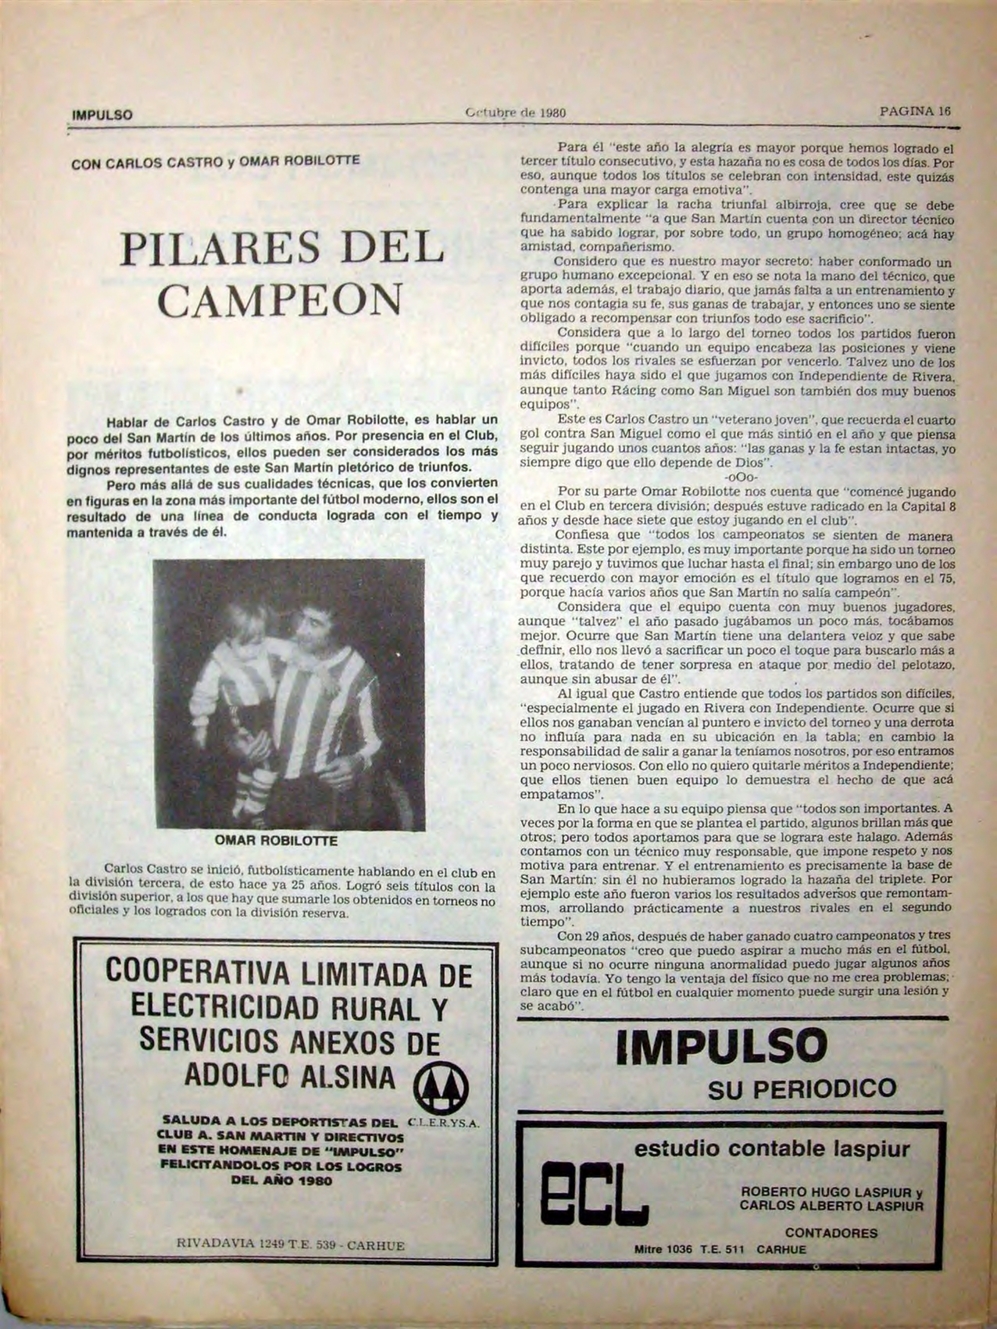 IMPULSO
Octubre de 1980
PAGINA 16
CON CARLOS CASTRO y OMAR ROBILOTTE
PILARES DEL
CAMPEON
Hablar de Carlos Castro y de Omar Robilotte, es hablar un
poco del San Martín de los últimos años. Por presencia en el Club,
por méritos futbolísticos, ellos pueden ser considerados los más
dignos representantes de este San Martín pletórico de triunfos.
Pero más allá de sus cualidades técnicas, que los convierten
en figuras en la zona más importante del fútbol moderno, ellos son el
resultado de una línea de conducta lograda con el tiempo y
mantenida a través de él.
OMAR ROBILOTTE
Carlos Castro se inició, futbolísticamente hablando en el club en
la división tercera, de esto hace ya 25 años. Logró seis títulos con la
división superior, a los que hay que sumarle los obtenidos en torneos no
oficiales y los logrados con la división reserva.
Para él "este año la alegría es mayor porque hemos logrado el
tercer título consecutivo, y esta hazaña no es cosa de todos los días. Por
eso, aunque todos los títulos se celebran con intensidad, este quizás
contenga una mayor carga emotiva".
Para explicar la racha triunfal albirroja, cree que se debe
fundamentalmente "a que San Martín cuenta con un director técnico
que ha sabido lograr, por sobre todo, un grupo homogéneo; acá hay
amistad, compañerismo.
Considero que es nuestro mayor secreto: haber conformado un
grupo humano excepcional. Y en eso se nota la mano del técnico, que
aporta además, el trabajo diario, que jamás falta a un entrenamiento y
que nos contagia su fe, sus ganas de trabajar, y entonces uno se siente
obligado a recompensar con triunfos todo ese sacrificio".
Considera que a lo largo del torneo todos los partidos fueron
difíciles porque "cuando un equipo encabeza las posiciones y viene
invicto, todos los rivales se esfuerzan por vencerlo. Talvez uno de los
más difíciles haya sido el que jugamos con Independiente de Rivera,
aunque tanto Rácing como San Miguel son también dos muy buenos
equipos".
Este es Carlos Castro un "veterano joven", que recuerda el cuarto
gol contra San Miguel como el que más sintió en el año y que piensa
seguir jugando unos cuantos años: "las ganas y la fe estan intactas, yo
siempre digo que ello depende de Dios".
-oOo-
Por su parte Omar Robilotte nos cuenta que "comencé jugando
en el Club en tercera división; después estuve radicado en la Capital 8
años y desde hace siete que estoy jugando en el club".
Confiesa que "todos los campeonatos se sienten de manera
distinta. Este por ejemplo, es muy importante porque ha sido un torneo
muy parejo y tuvimos que luchar hasta el final; sin embargo uno de los
que recuerdo con mayor emoción es el título que logramos en el 75,
porque hacía varios años que San Martín no salía campeón".
Considera que el equipo cuenta con muy buenos jugadores,
aunque "talvez" el año pasado jugábamos un poco más, tocábamos
mejor. Ocurre que San Martín tiene una delantera veloz y que sabe
definir, ello nos llevó a sacrificar un poco el toque para buscarlo más a
ellos, tratando de tener sorpresa en ataque por medio del pelotazo,
aunque sin abusar de él".
Al igual que Castro entiende que todos los partidos son difíciles,
"especialmente el jugado en Rivera con Independiente. Ocurre que si
ellos nos ganaban vencían al puntero e invicto del torneo y una derrota
no influía para nada en su ubicación en la tabla; en cambio la
responsabilidad de salir a ganar la teníamos nosotros, por eso entramos
un poco nerviosos. Con ello no quiero quitarle méritos a Independiente;
que ellos tienen buen equipo lo demuestra el hecho de que acá
empatamos".
En lo que hace a su equipo piensa que "todos son importantes. A
veces por la forma en que se plantea el partido, algunos brillan más que
otros; pero todos aportamos para que se lograra este halago. Además
contamos con un técnico muy responsable, que impone respeto y nos
motiva para entrenar. Y el entrenamiento es precisamente la base de
San Martín: sin él no hubieramos logrado la hazaña del triplete. Por
ejemplo este año fueron varios los resultados adversos que remontam-
mos, arrollando prácticamente a nuestros rivales en el segundo
tiempo".
Con 29 años, después de haber ganado cuatro campeonatos y tres
subcampeonatos "creo que puedo aspirar a mucho más en el fútbol,
aunque si no ocurre ninguna anormalidad puedo jugar algunos años
más todavía. Yo tengo la ventaja del físico que no me crea problemas;
claro que en el fútbol en cualquier momento puede surgir una lesión y
se acabó".
COOPERATIVA LIMITADA DE
ELECTRICIDAD RURAL Y
SERVICIOS ANEXOS DE
ADOLFO ALSINA
C.L.E.R.YS.A.
SALUDA A LOS DEPORTISTAS DEL
CLUB A. SAN MARTIN Y DIRECTIVOS
EN ESTE HOMENAJE DE "IMPULSO"
FELICITANDOLOS POR LOS LOGROS
DEL AÑO 1980
RIVADAVIA 1249 T.E. 539 - CARHUE
IMPULSO
SU PERIODICO
estudio contable laspiur
ecl
ROBERTO HUGO LASPIUR y
CARLOS ALBERTO LASPIUR
CONTADORES
Mitre 1036 T.E. 511 CARHUE